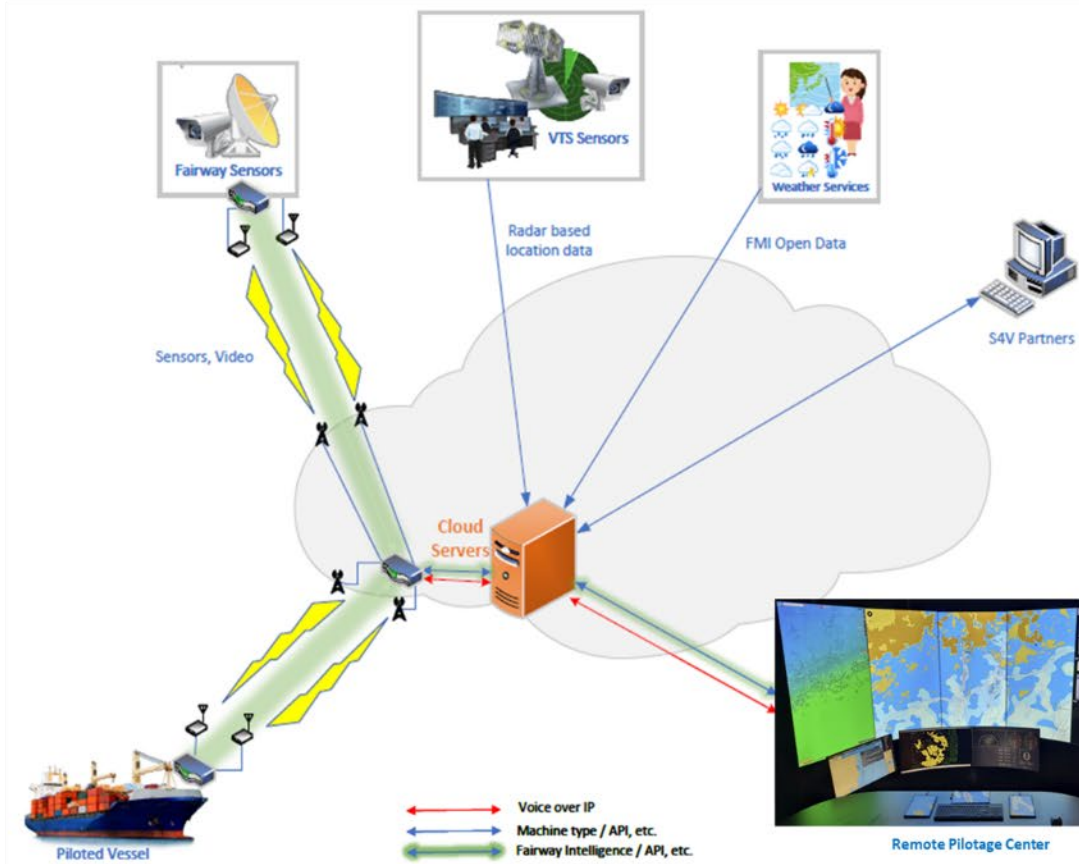 Fairway Sensors
VTS Sensors
Weather Services
Radar based
location data
FMI Open Data
S4V Partners
Sensors, Video
Cloud
Servers
Piloted Vessel
Voice over IP
Machine type / API, etc.
Fairway Intelligence / API, etc.
Remote Pilotage Center